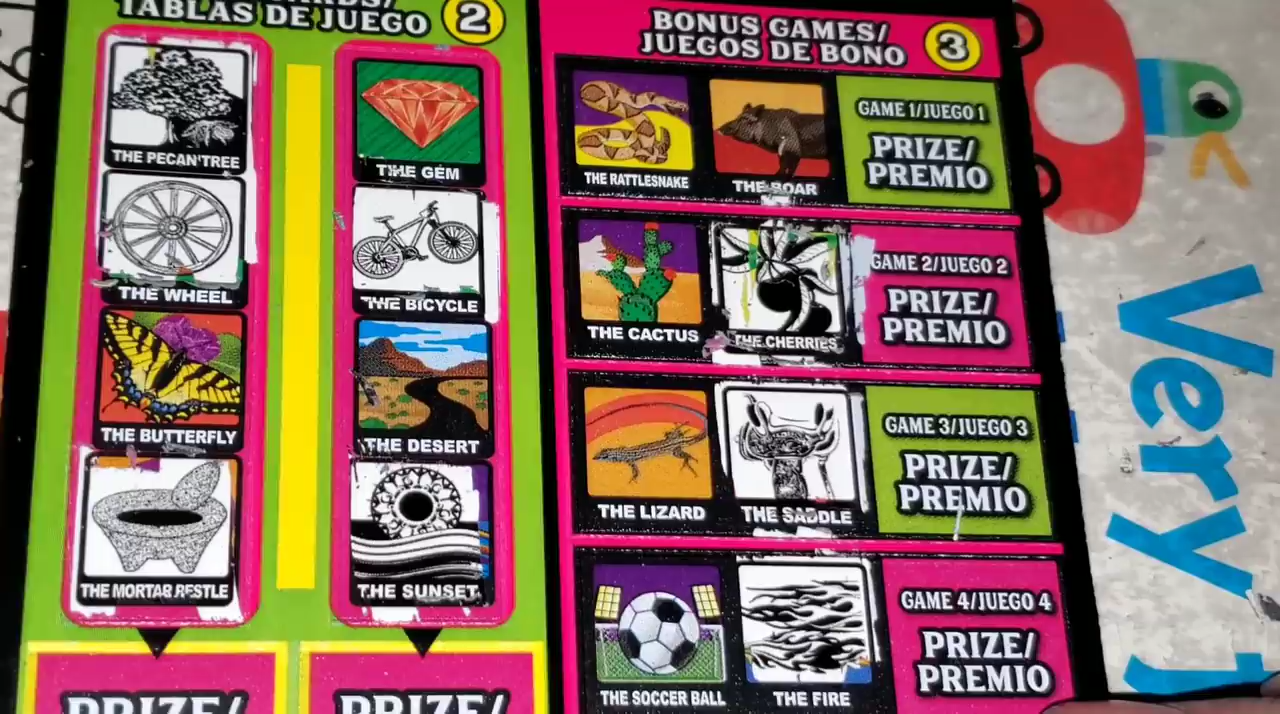 TABLAS DE JUEGO
2
THE PECAN TREE
THE GEM
THE WHEEL
THE BICYCLE
THE BUTTERFLY
THE DESERT
THE MORTAR PESTLE
THE SUNSET
PRIZE/
PRIZE/
BONUS GAMES/
JUEGOS DE BONO
3
THE RATTLESNAKE
THE BOAR
GAME 1/JUEGO 1
PRIZE/
PREMIO
THE CACTUS
THE CHERRIES
GAME 2/JUEGO 2
PRIZE/
PREMIO
THE LIZARD
THE SADDLE
GAME 3/JUEGO 3
PRIZE/
PREMIO
THE SOCCER BALL
THE FIRE
GAME 4/JUEGO 4
PRIZE/
PREMIO
Very